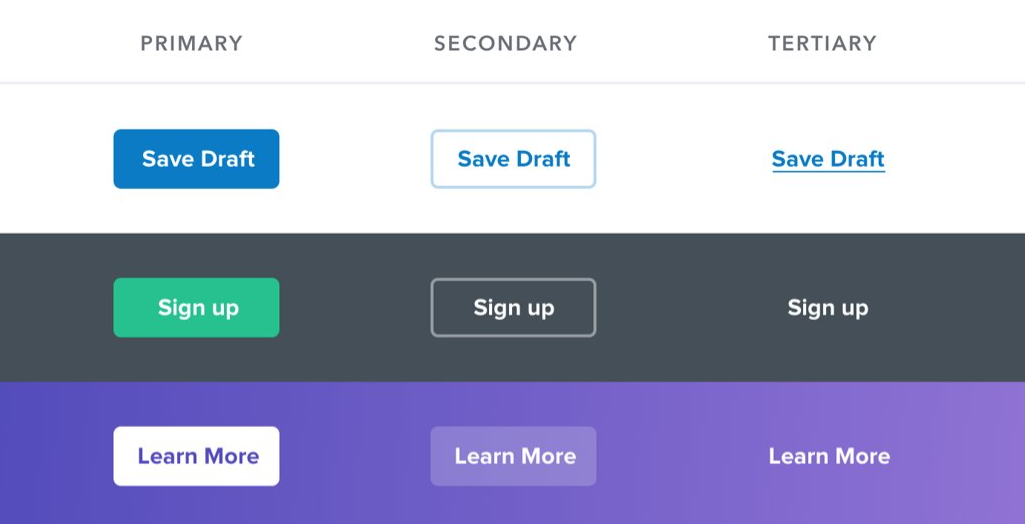 PRIMARY SECONDARY TERTIARY
Save Draft Save Draft Save Draft
Sign up Sign up Sign up
Learn More Learn More Learn More